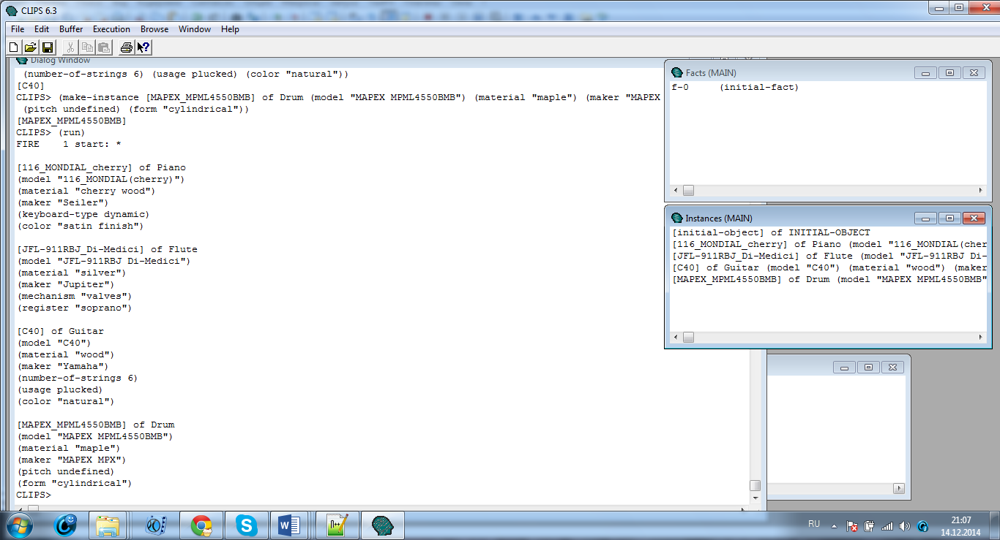 CLIPS 6.3
File Edit Buffer Execution Browse Window Help
Dialog Window
(number-of-strings 6) (usage plucked) (color "natural"))
[C40]
CLIPS> (make-instance [MAPEX_MPML4550BMB] of Drum (model "MAPEX MPML4550BMB") (material "maple") (maker "MAPEX
(pitch undefined) (form "cylindrical"))
[MAPEX_MPML4550BMB]
CLIPS> (run)
FIRE    1 start: *
[116_MONDIAL_cherry] of Piano
(model "116_MONDIAL(cherry)")
(material "cherry wood")
(maker "Seiler")
(keyboard-type dynamic)
(color "satin finish")
[JFL-911RBJ_Di-Medici] of Flute
(model "JFL-911RBJ Di-Medici")
(material "silver")
(maker "Jupiter")
(mechanism "valves")
(register "soprano")
[C40] of Guitar
(model "C40")
(material "wood")
(maker "Yamaha")
(number-of-strings 6)
(usage plucked)
(color "natural")
[MAPEX_MPML4550BMB] of Drum
(model "MAPEX MPML4550BMB")
(material "maple")
(maker "MAPEX MPX")
(pitch undefined)
(form "cylindrical")
CLIPS>
Facts (MAIN)
f-0     (initial-fact)
Instances (MAIN)
[initial-object] of INITIAL-OBJECT
[116_MONDIAL_cherry] of Piano (model "116_MONDIAL(cher
[JFL-911RBJ_Di-Medici] of Flute (model "JFL-911RBJ Di-
[C40] of Guitar (model "C40") (material "wood") (maker
[MAPEX_MPML4550BMB] of Drum (model "MAPEX MPML4550BMB"
RU
21:07
14.12.2014